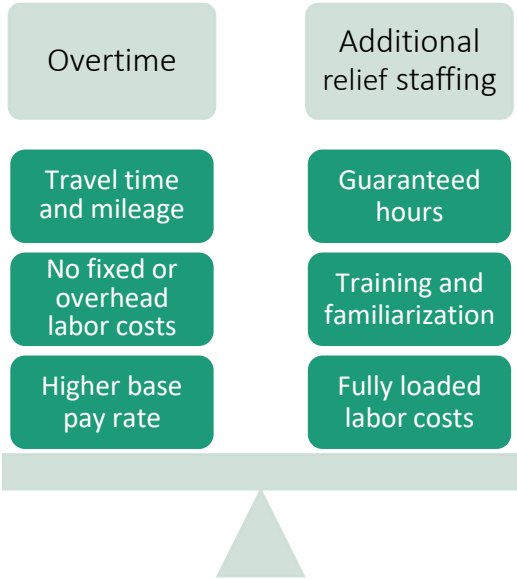 Overtime
Additional
relief staffing
Travel time
and mileage
Guaranteed
hours
No fixed or
overhead
labor costs
Training and
familiarization
Higher base
pay rate
Fully loaded
labor costs